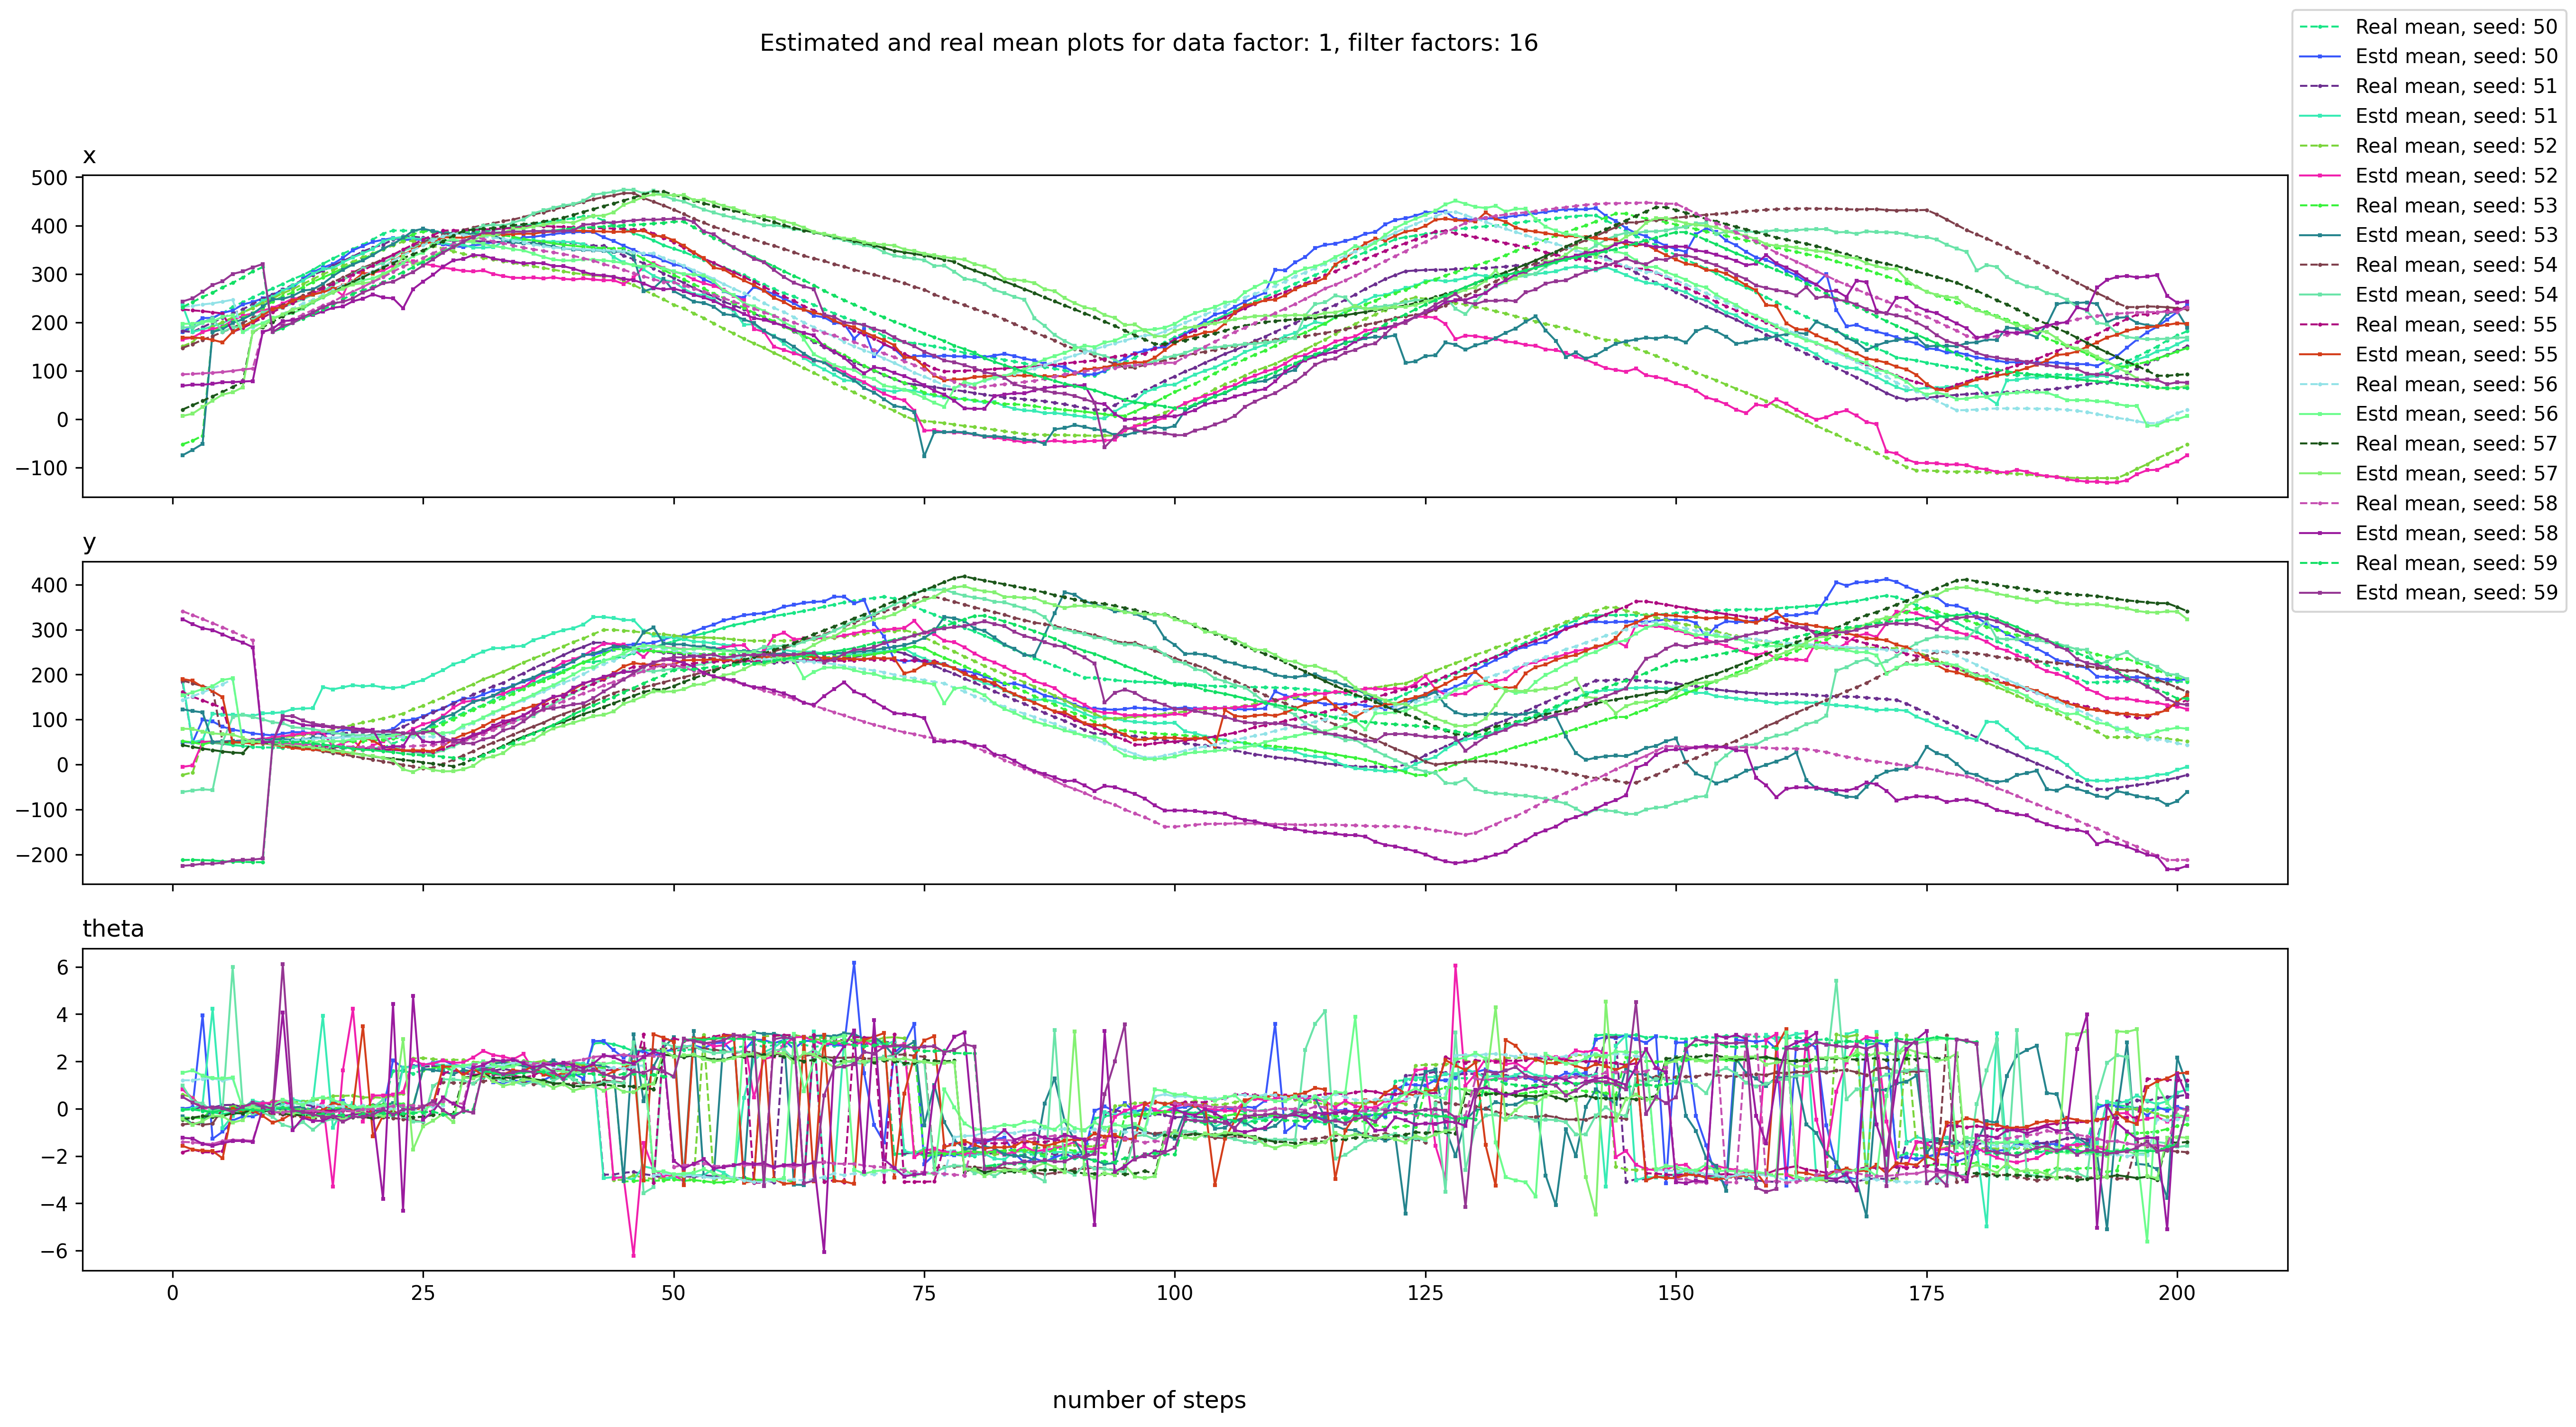 Estimated and real mean plots for data factor: 1, filter factors: 16
Real mean, seed: 50
Estd mean, seed: 50
Real mean, seed: 51
Estd mean, seed: 51
Real mean, seed: 52
Estd mean, seed: 52
Real mean, seed: 53
Estd mean, seed: 53
Real mean, seed: 54
Estd mean, seed: 54
Real mean, seed: 55
Estd mean, seed: 55
Real mean, seed: 56
Estd mean, seed: 56
Real mean, seed: 57
Estd mean, seed: 57
Real mean, seed: 58
Estd mean, seed: 58
Real mean, seed: 59
Estd mean, seed: 59
x
500
400
300
200
100
0
−100
y
400
300
200
100
0
−100
−200
theta
6
4
2
0
−2
−4
−6
0 25 50 75 100 125 150 175 200
number of steps